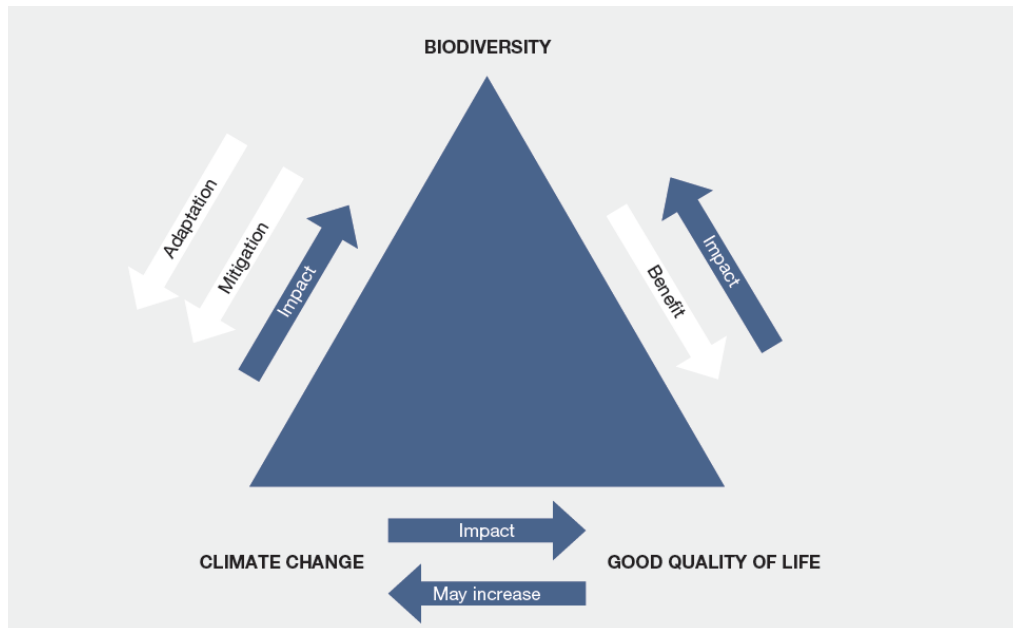 BIODIVERSITY
Adaptation
Mitigation
Impact
Benefit
Impact
Impact
CLIMATE CHANGE
GOOD QUALITY OF LIFE
May increase